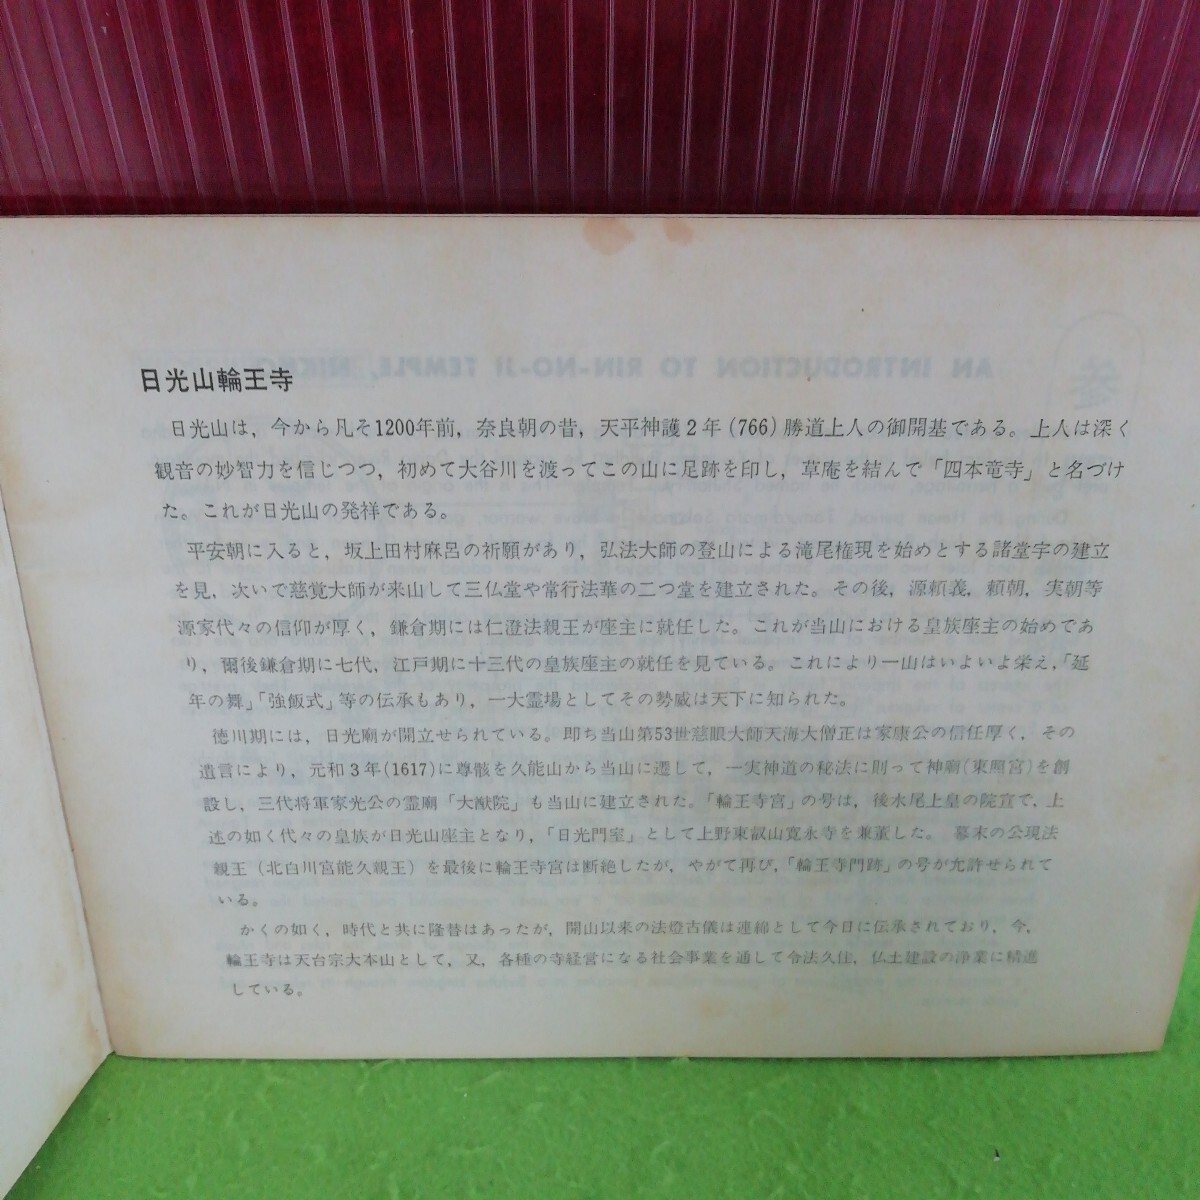 日光山輪王寺
日光山は，今から凡そ1200年前，奈良朝の昔，天平神護2年(766)勝道上人の御開基である。上人は深く
観音の妙智力を信じつつ，初めて大谷川を渡ってこの山に足跡を印し，草庵を結んで「四本竜寺」と名づけ
た。これが日光山の発祥である。
平安朝に入ると，坂上田村麻呂の祈願があり，弘法大師の登山による滝尾権現を始めとする諸堂宇の建立
を見，次いで慈覚大師が来山して三仏堂や常行法華の二つ堂を建立された。その後，源頼義，頼朝，実朝等
源家代々の信仰が厚く，鎌倉期には仁澄法親王が座主に就任した。これが当山における皇族座主の始めであ
り，爾後鎌倉期に七代，江戸期に十三代の皇族座主の就任を見ている。これにより一山はいよいよ栄え，「延
年の舞」「強飯式」等の伝承もあり，一大霊場としてその勢威は天下に知られた。
徳川期には，日光廟が開立せられている。即ち当山第53世慈眼大師天海大僧正は家康公の信任厚く，その
遺言により，元和3年(1617)に尊骸を久能山から当山に遷して，一実神道の秘法に則って神廟(東照宮)を創
設し，三代将軍家光公の霊廟「大猷院」も当山に建立された。「輪王寺宮」の号は，後水尾上皇の院宣で，上
述の如く代々の皇族が日光山座主となり，「日光門室」として上野東叡山寛永寺を兼董した。幕末の公現法
親王(北白川宮能久親王)を最後に輪王寺宮は断絶したが，やがて再び，「輪王寺門跡」の号が允許せられて
いる。
かくの如く，時代と共に隆替はあったが，開山以来の法燈古儀は連綿として今日に伝承されており，今，
輪王寺は天台宗大本山として，又，各種の寺経営になる社会事業を通して令法久住，仏土建設の浄業に精進
している。
AN INTRODUCTION TO RIN-NO-JI TEMPLE, NIKKO